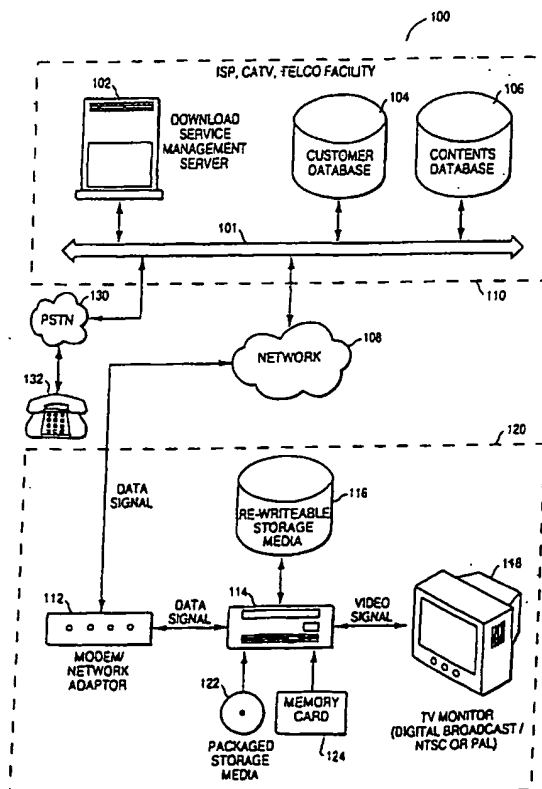 100
ISP, CATV, TELCO FACILITY
102
DOWNLOAD
SERVICE
MANAGEMENT
SERVER
104
CUSTOMER
DATABASE
106
CONTENTS
DATABASE
101
110
130
PSTN
132
NETWORK
108
120
DATA
SIGNAL
RE-WRITEABLE
STORAGE
MEDIA
116
112
MODEM/
NETWORK
ADAPTOR
DATA
SIGNAL
114
VIDEO
SIGNAL
148
TV MONITOR
(DIGITAL BROADCAST /
NTSC OR PAL)
122
PACKAGED
STORAGE
MEDIA
MEMORY
CARD
124